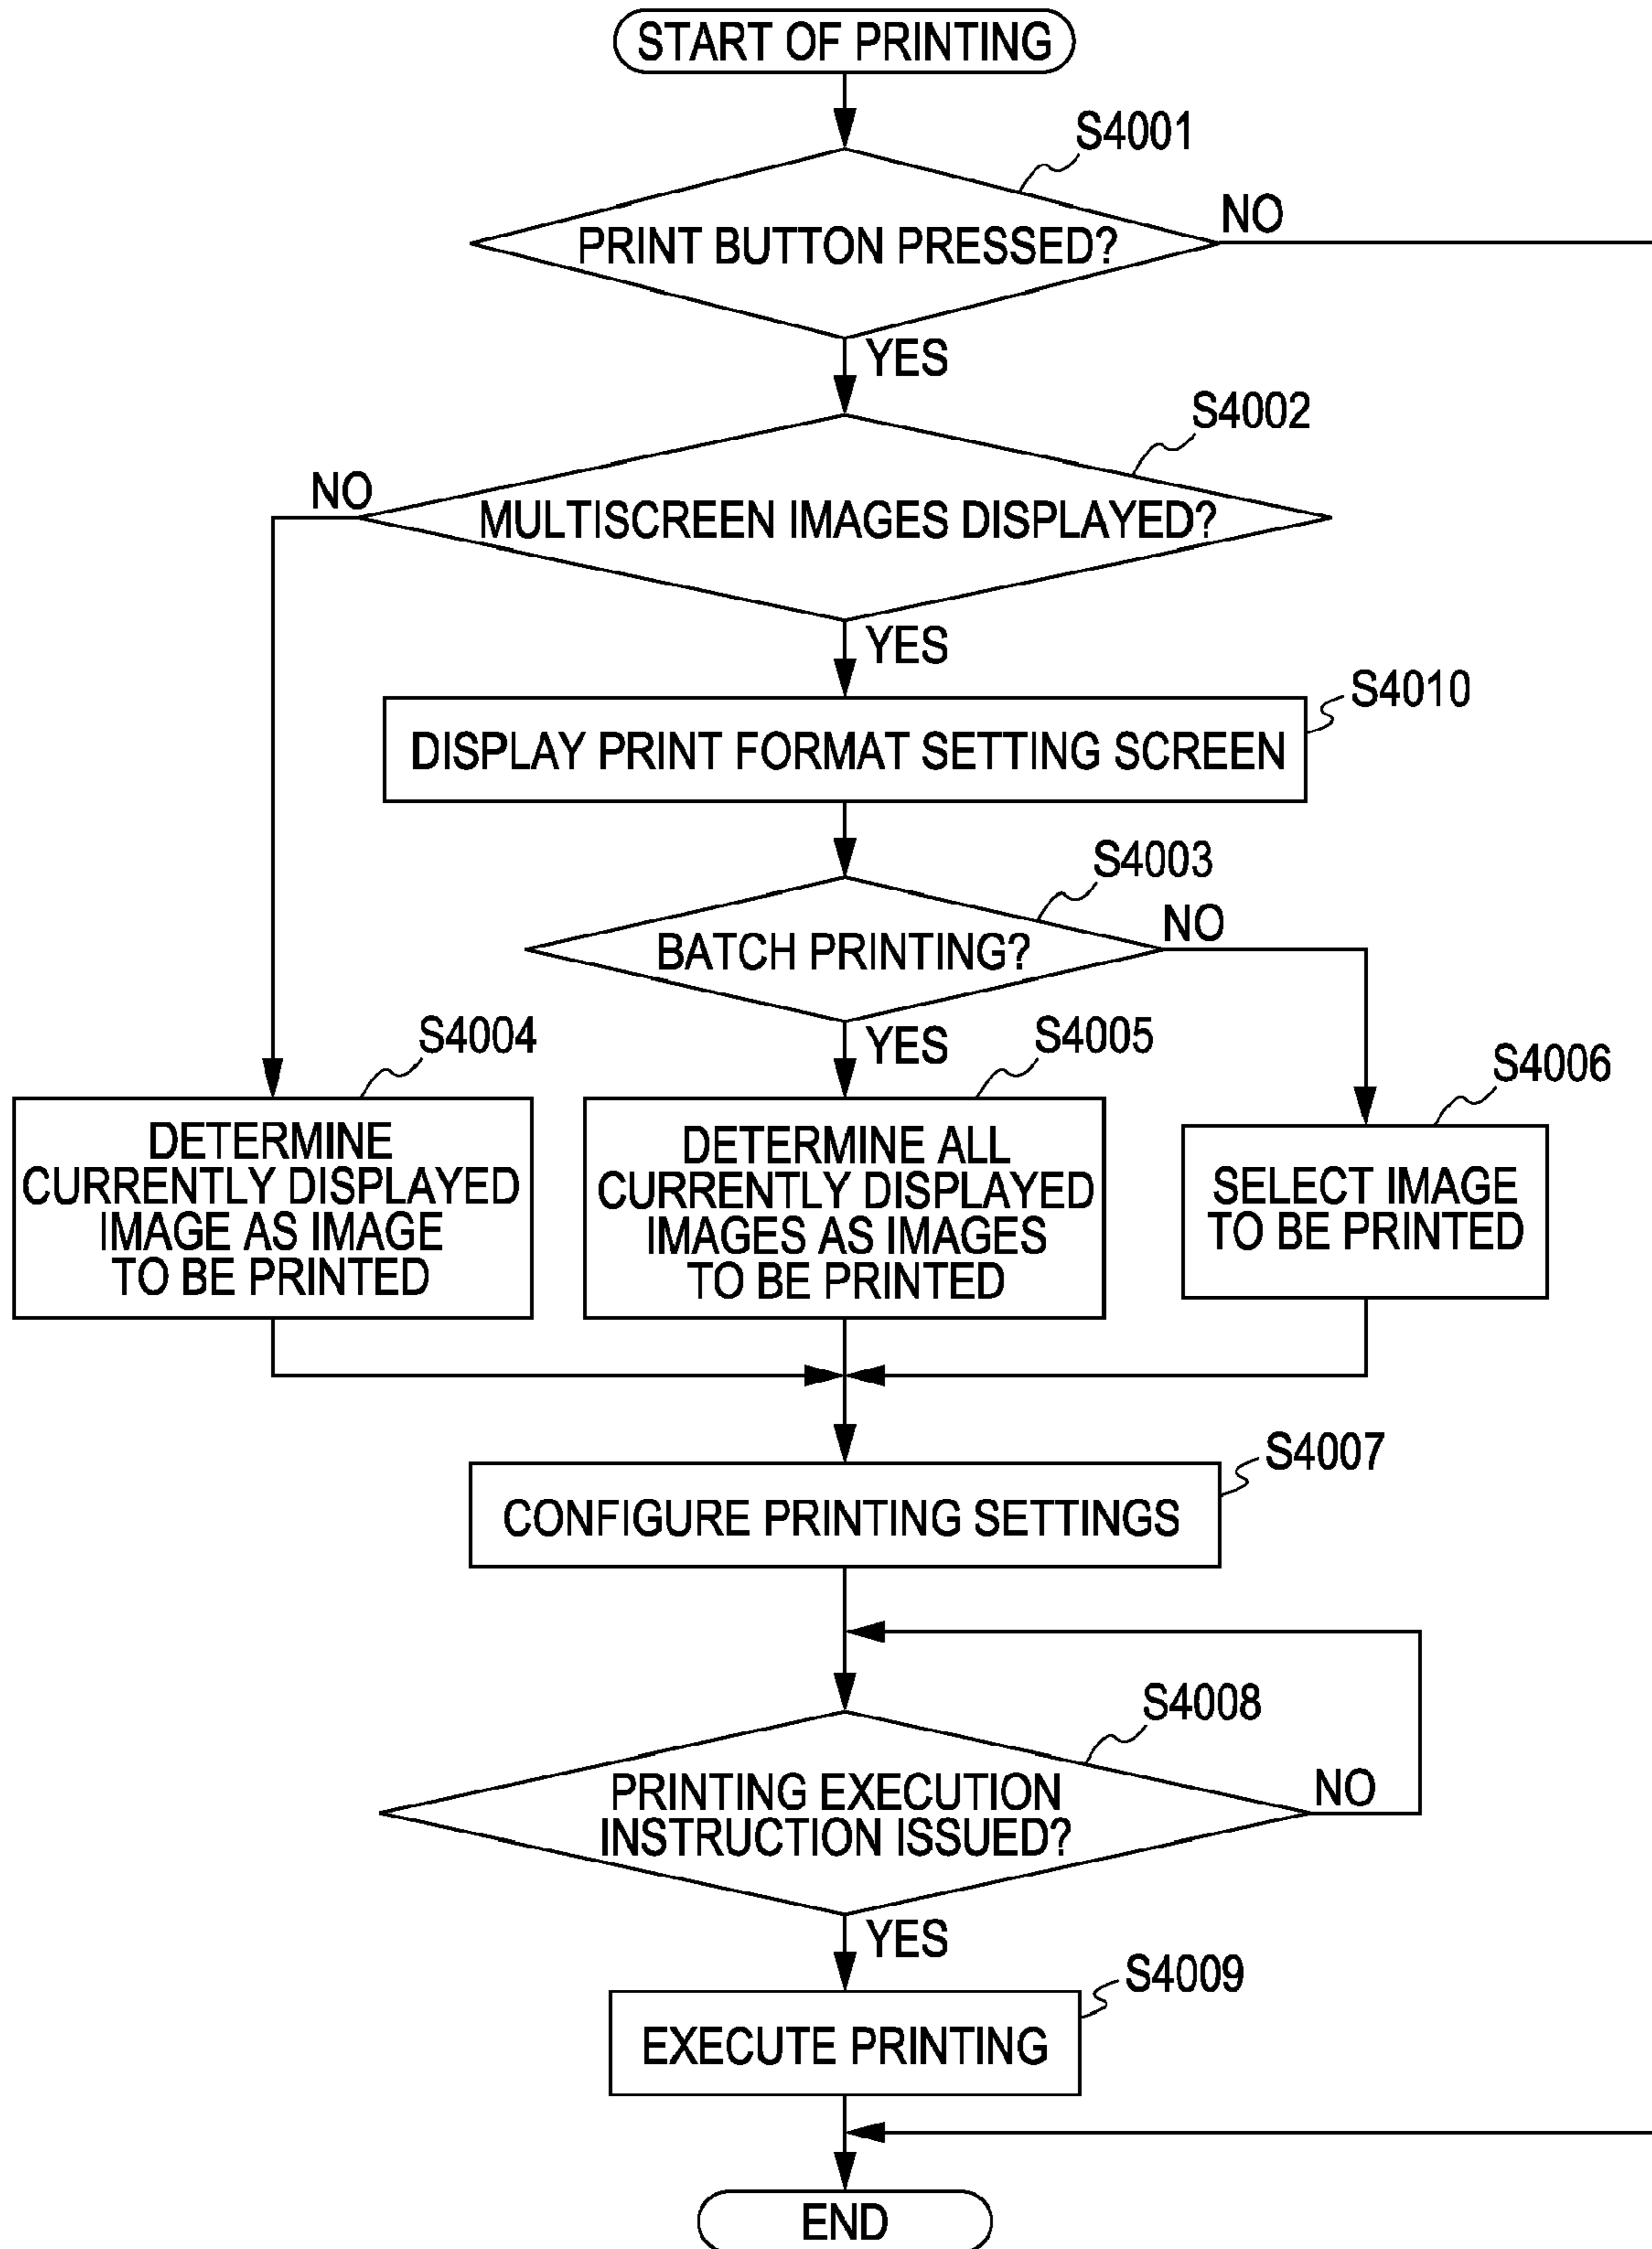 START OF PRINTING
S4001
PRINT BUTTON PRESSED?
NO
YES
S4002
NO
MULTISCREEN IMAGES DISPLAYED?
YES
S4010
DISPLAY PRINT FORMAT SETTING SCREEN
S4003
BATCH PRINTING?
NO
YES
S4004
DETERMINE
CURRENTLY DISPLAYED
IMAGE AS IMAGE
TO BE PRINTED
S4005
DETERMINE ALL
CURRENTLY DISPLAYED
IMAGES AS IMAGES
TO BE PRINTED
S4006
SELECT IMAGE
TO BE PRINTED
S4007
CONFIGURE PRINTING SETTINGS
S4008
PRINTING EXECUTION
INSTRUCTION ISSUED?
NO
YES
S4009
EXECUTE PRINTING
END